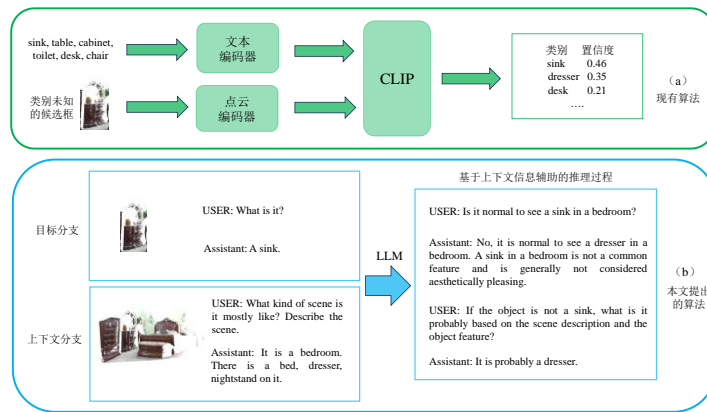 sink, table, cabinet,
toilet, desk, chair
文本
编码器
CLIP
类别 置信度
sink 0.46
dresser 0.35
desk 0.21
....
（a）
现有算法
类别未知
的候选框
点云
编码器
目标分支
USER: What is it?
Assistant: A sink.
上下文分支
USER: What kind of scene is
it mostly like? Describe the
scene.
Assistant: It is a bedroom.
There is a bed, dresser,
nightstand on it.
LLM
基于上下文信息辅助的推理过程
USER: Is it normal to see a sink in a bedroom?
Assistant: No, it is normal to see a dresser in a
bedroom. A sink in a bedroom is not a common
feature and is generally not considered
aesthetically pleasing.
USER: If the object is not a sink, what is it
probably based on the scene description and the
object feature?
Assistant: It is probably a dresser.
（b）
本文提出
的算法